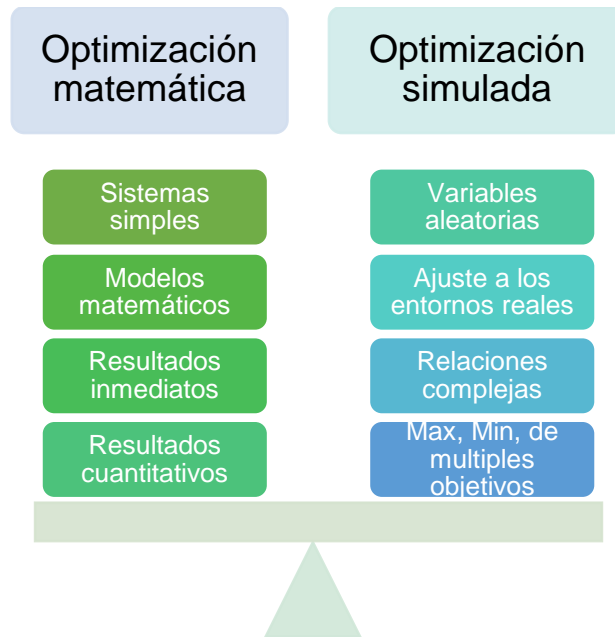 Optimización
matemática
Optimización
simulada
Sistemas
simples
Modelos
matemáticos
Resultados
inmediatos
Resultados
cuantitativos
Variables
aleatorias
Ajuste a los
entornos reales
Relaciones
complejas
Max, Min, de
multiples
objetivos